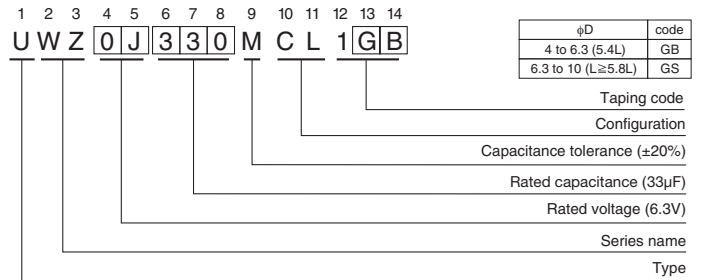 1 2 3 4 5 6 7 8 9 10 11 12 13 14
U W Z 0 J 3 3 0 M C L 1 G B
φD code
4 to 6.3 (5.4L) GB
6.3 to 10 (L≧5.8L) GS
Taping code
Configuration
Capacitance tolerance (±20%)
Rated capacitance (33µF)
Rated voltage (6.3V)
Series name
Type